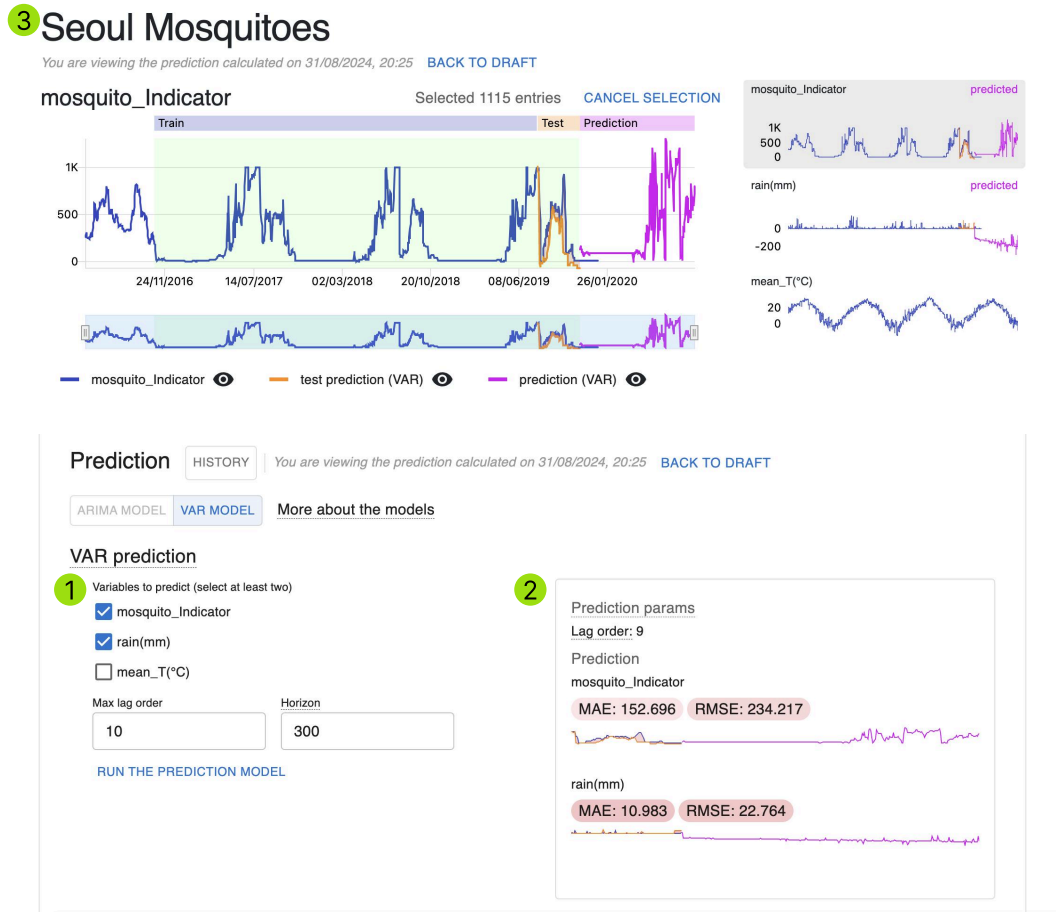 3 Seoul Mosquitoes
You are viewing the prediction calculated on 31/08/2024, 20:25 BACK TO DRAFT
mosquito_Indicator Selected 1115 entries CANCEL SELECTION
Train Test Prediction
1K
500
0
24/11/2016 14/07/2017 02/03/2018 20/10/2018 08/06/2019 26/01/2020
mosquito_Indicator test prediction (VAR) prediction (VAR)
mosquito_Indicator predicted
1K
500
0
rain(mm) predicted
0
-200
mean_T(°C)
20
0
Prediction HISTORY You are viewing the prediction calculated on 31/08/2024, 20:25 BACK TO DRAFT
ARIMA MODEL VAR MODEL More about the models
VAR prediction
1 Variables to predict (select at least two)
mosquito_Indicator
rain(mm)
mean_T(°C)
Max lag order Horizon
10 300
RUN THE PREDICTION MODEL
2
Prediction params
Lag order: 9
Prediction
mosquito_Indicator
MAE: 152.696 RMSE: 234.217
rain(mm)
MAE: 10.983 RMSE: 22.764